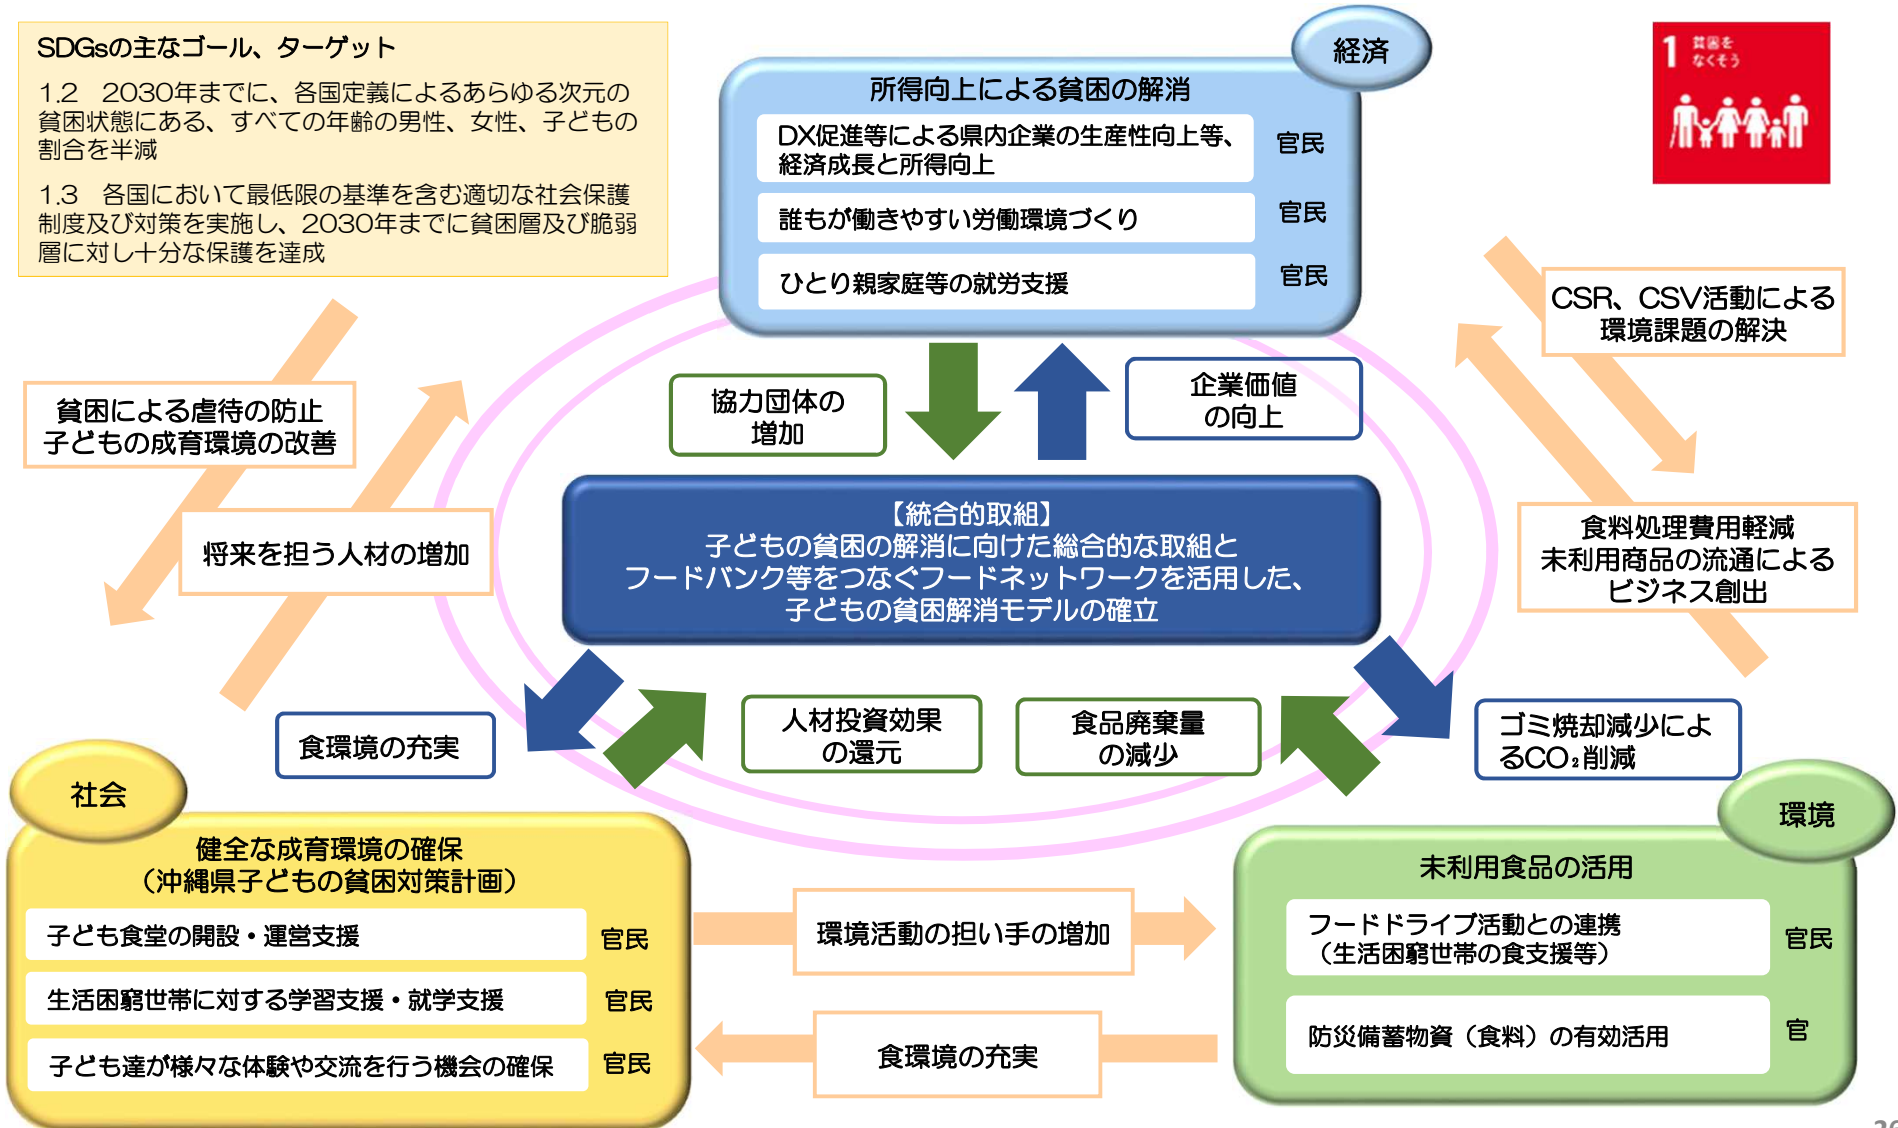 SDGsの主なゴール、ターゲット
1.2　2030年までに、各国定義によるあらゆる次元の
貧困状態にある、すべての年齢の男性、女性、子どもの
割合を半減
1.3　各国において最低限の基準を含む適切な社会保護
制度及び対策を実施し、2030年までに貧困層及び脆弱
層に対し十分な保護を達成
経済
所得向上による貧困の解消
DX促進等による県内企業の生産性向上等、
経済成長と所得向上
官民
誰もが働きやすい労働環境づくり
官民
ひとり親家庭等の就労支援
官民
1 貧困を
なくそう
CSR、CSV活動による
環境課題の解決
食料処理費用軽減
未利用商品の流通による
ビジネス創出
貧困による虐待の防止
子どもの成育環境の改善
将来を担う人材の増加
協力団体の
増加
企業価値
の向上
【統合的取組】
子どもの貧困の解消に向けた総合的な取組と
フードバンク等をつなぐフードネットワークを活用した、
子どもの貧困解消モデルの確立
食環境の充実
人材投資効果
の還元
食品廃棄量
の減少
ゴミ焼却減少によ
るCO₂削減
社会
健全な成育環境の確保
（沖縄県子どもの貧困対策計画）
子ども食堂の開設・運営支援
官民
生活困窮世帯に対する学習支援・就学支援
官民
子ども達が様々な体験や交流を行う機会の確保
官民
環境活動の担い手の増加
食環境の充実
環境
未利用食品の活用
フードドライブ活動との連携
（生活困窮世帯の食支援等）
官民
防災備蓄物資（食料）の有効活用
官